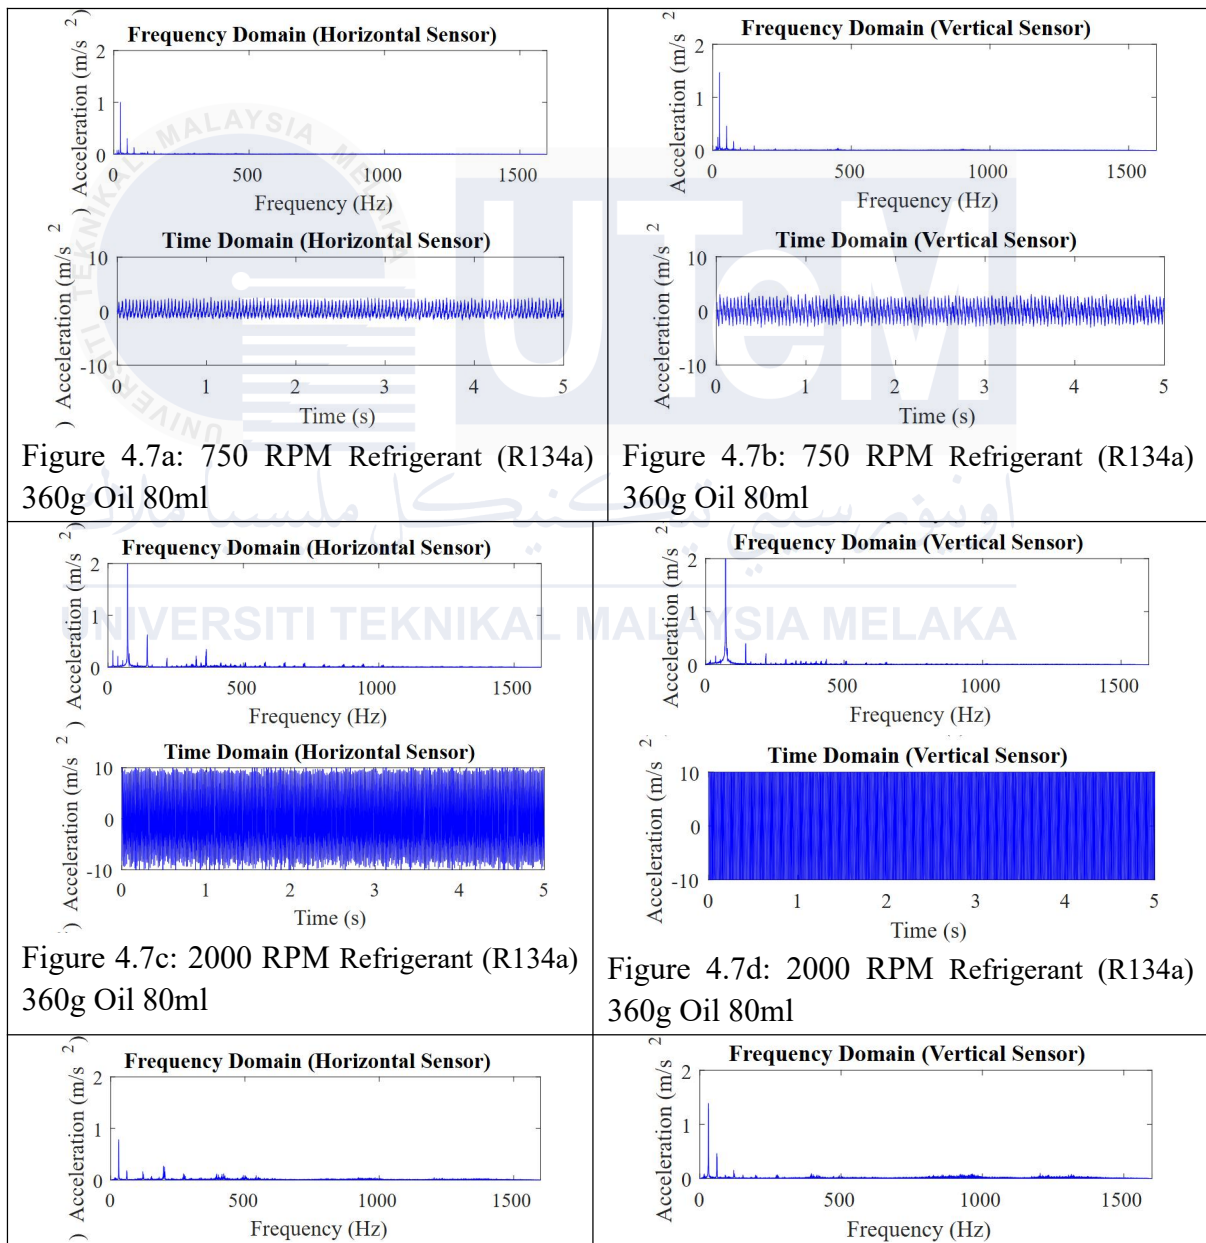 Frequency Domain (Horizontal Sensor)
Acceleration (m/s 2 )
2
1
0
0 500 1000 1500
Frequency (Hz)
Time Domain (Horizontal Sensor)
Acceleration (m/s 2 )
10
0
-10
0 1 2 3 4 5
Time (s)
Figure 4.7a: 750 RPM Refrigerant (R134a)
360g Oil 80ml
Frequency Domain (Vertical Sensor)
Acceleration (m/s 2 )
2
1
0
0 500 1000 1500
Frequency (Hz)
Time Domain (Vertical Sensor)
Acceleration (m/s 2 )
10
0
-10
0 1 2 3 4 5
Time (s)
Figure 4.7b: 750 RPM Refrigerant (R134a)
360g Oil 80ml
UNIVERSITI TEKNIKAL MALAYSIA MELAKA
UTeM
اونيۏرسيتي تيكنيكل مليسيا ملاك
UNIVERSITI TEKNIKAL MALAYSIA MELAKA
Frequency Domain (Horizontal Sensor)
Acceleration (m/s 2 )
2
1
0
0 500 1000 1500
Frequency (Hz)
Time Domain (Horizontal Sensor)
Acceleration (m/s 2 )
10
0
-10
0 1 2 3 4 5
Time (s)
Figure 4.7c: 2000 RPM Refrigerant (R134a)
360g Oil 80ml
Frequency Domain (Vertical Sensor)
Acceleration (m/s 2
2
1
0
0 500 1000 1500
Frequency (Hz)
Time Domain (Vertical Sensor)
Acceleration (m/s 2
10
0
-10
0 1 2 3 4 5
Time (s)
Figure 4.7d: 2000 RPM Refrigerant (R134a)
360g Oil 80ml
Frequency Domain (Horizontal Sensor)
Acceleration (m/s 2 )
2
1
0
0 500 1000 1500
Frequency (Hz)
Frequency Domain (Vertical Sensor)
Acceleration (m/s 2
2
1
0
0 500 1000 1500
Frequency (Hz)